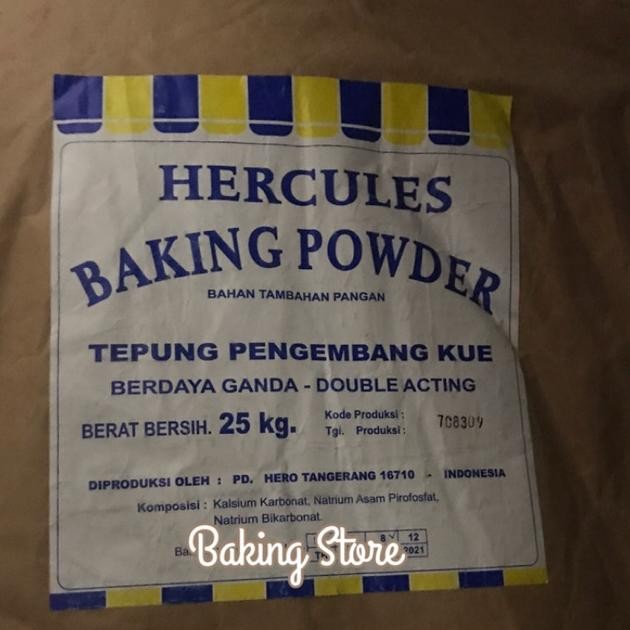 HERCULES
BAKING POWDER
BAHAN TAMBAHAN PANGAN
TEPUNG PENGEMBANG KUE
BERDAYA GANDA - DOUBLE ACTING
BERAT BERSIH. 25 kg.
Kode Produksi :
Tgl. Produksi :
DIPRODUKSI OLEH : PD. HERO TANGERANG 16710 - INDONESIA
Komposisi : Kalsium Karbonat, Natrium Asam Pirofosfat,
Natrium Bikarbonat.
8 12
2021
Baking Store